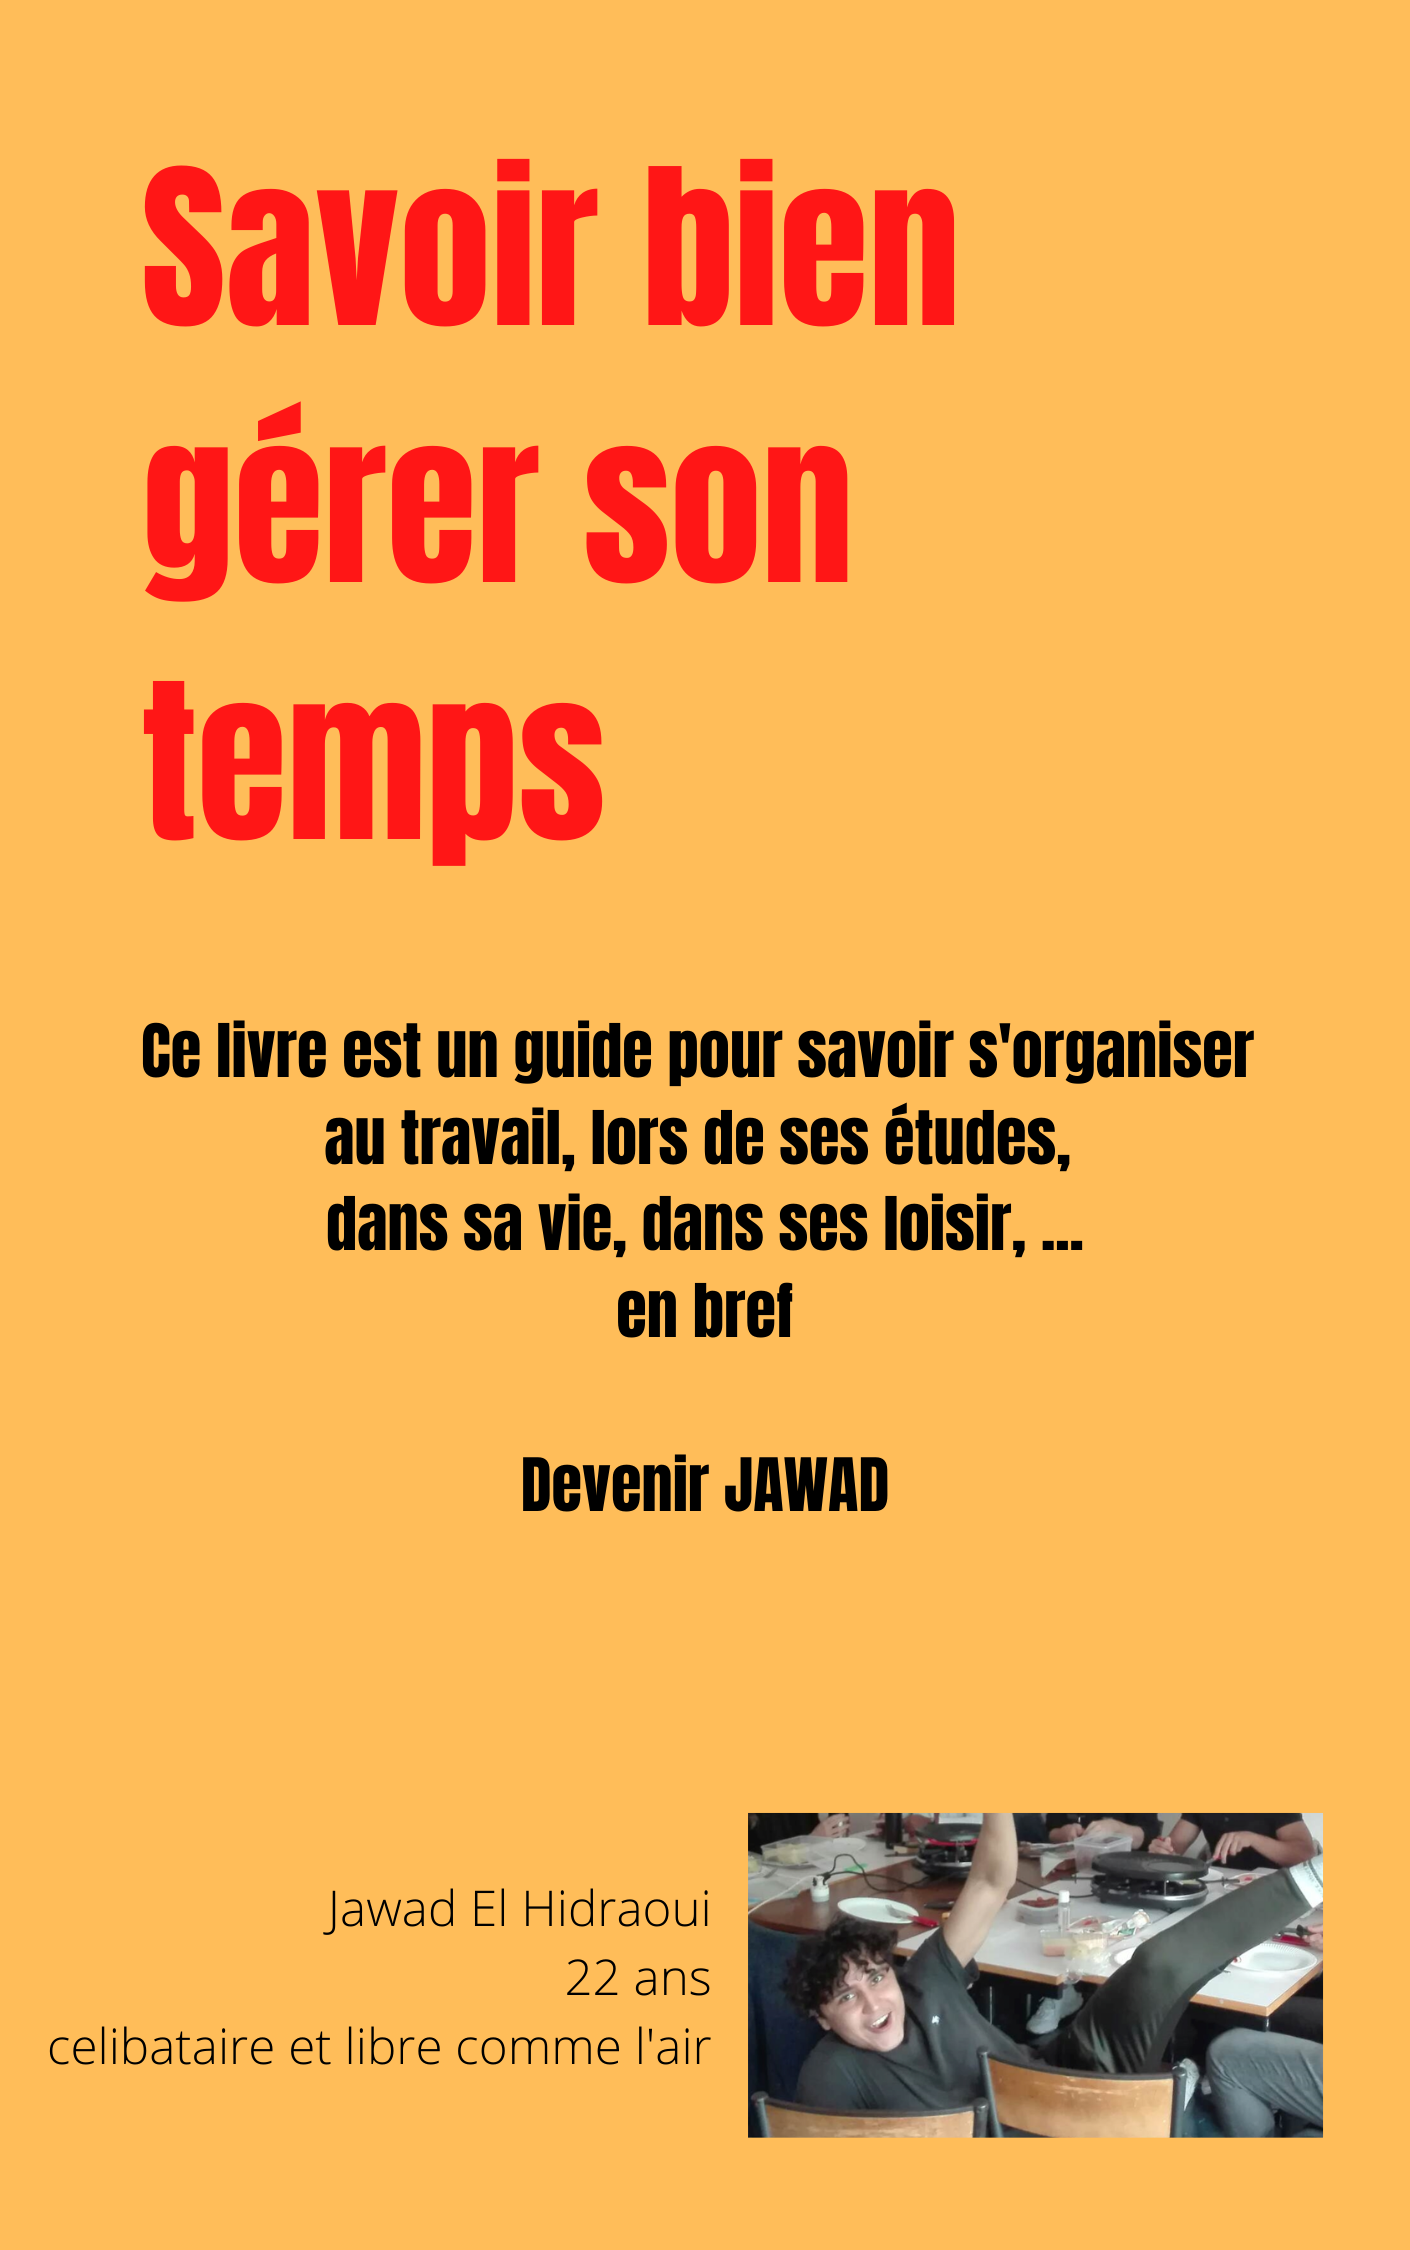 Savoir bien
gérer son
temps
Ce livre est un guide pour savoir s'organiser
au travail, lors de ses études,
dans sa vie, dans ses loisir, ...
en bref
Devenir JAWAD
Jawad El Hidraoui
22 ans
celibataire et libre comme l'air